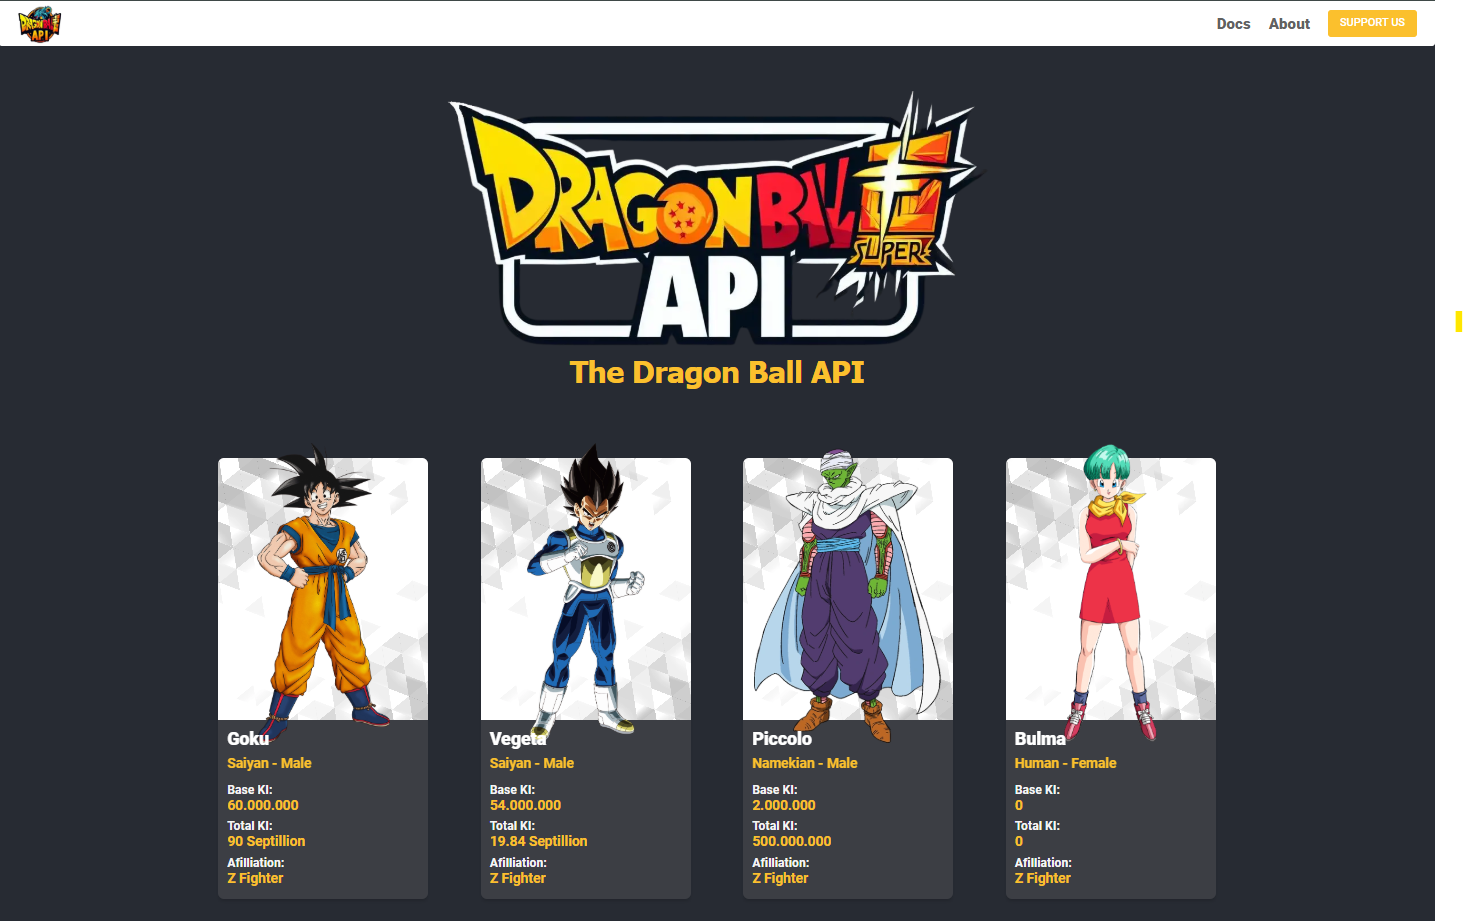 DRAGON BALL
API
Docs About SUPPORT US
DRAGON BALL
SUPER
API
The Dragon Ball API
Goku
Saiyan - Male
Base KI:
60.000.000
Total KI:
90 Septillion
Afilliation:
Z Fighter
Vegeta
Saiyan - Male
Base KI:
54.000.000
Total KI:
19.84 Septillion
Afilliation:
Z Fighter
Piccolo
Namekian - Male
Base KI:
2.000.000
Total KI:
500.000.000
Afilliation:
Z Fighter
Bulma
Human - Female
Base KI:
0
Total KI:
0
Afilliation:
Z Fighter